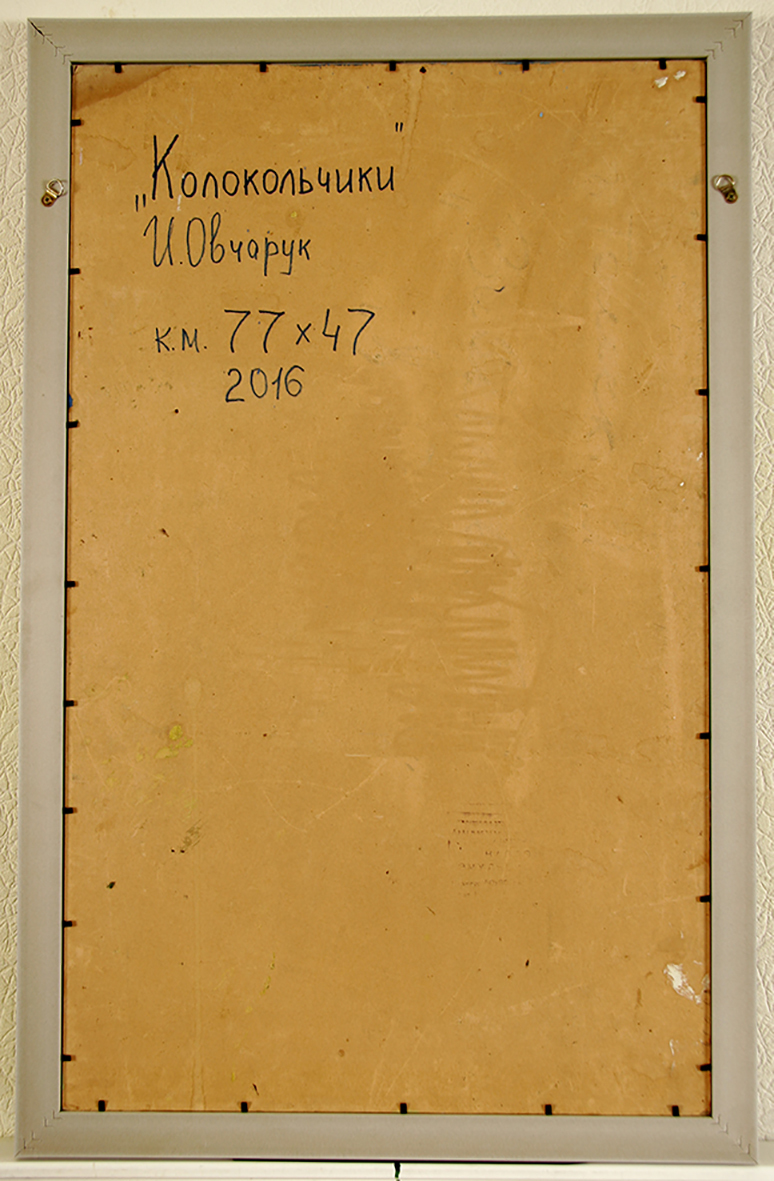 „Колокольчики"
И. Овчарук
к.м. 77×47
2016